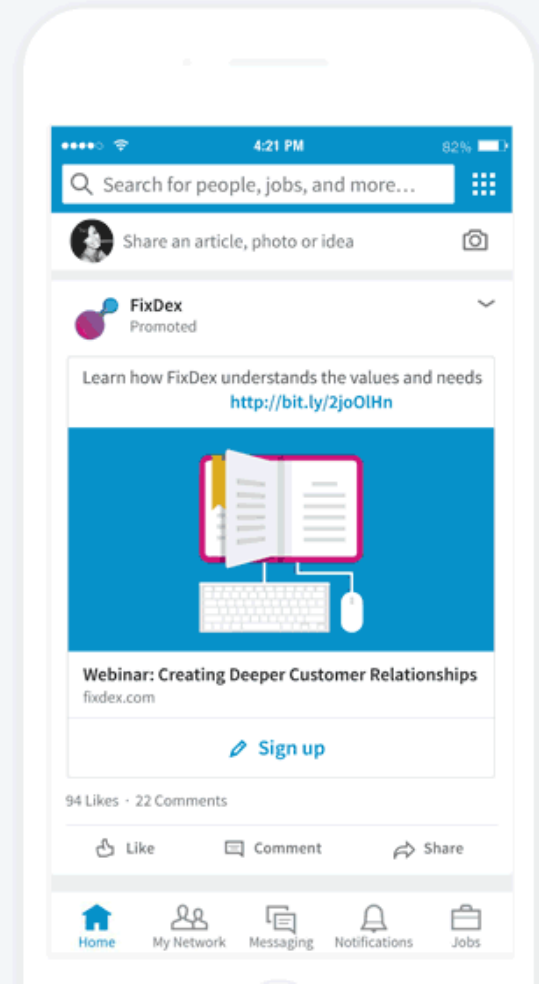 4:21 PM 82%
Search for people, jobs, and more...
Share an article, photo or idea
FixDex
Promoted
Learn how FixDex understands the values and needs
http://bit.ly/2joOlHn
Webinar: Creating Deeper Customer Relationships
fixdex.com
Sign up
94 Likes · 22 Comments
Like Comment Share
Home My Network Messaging Notifications Jobs